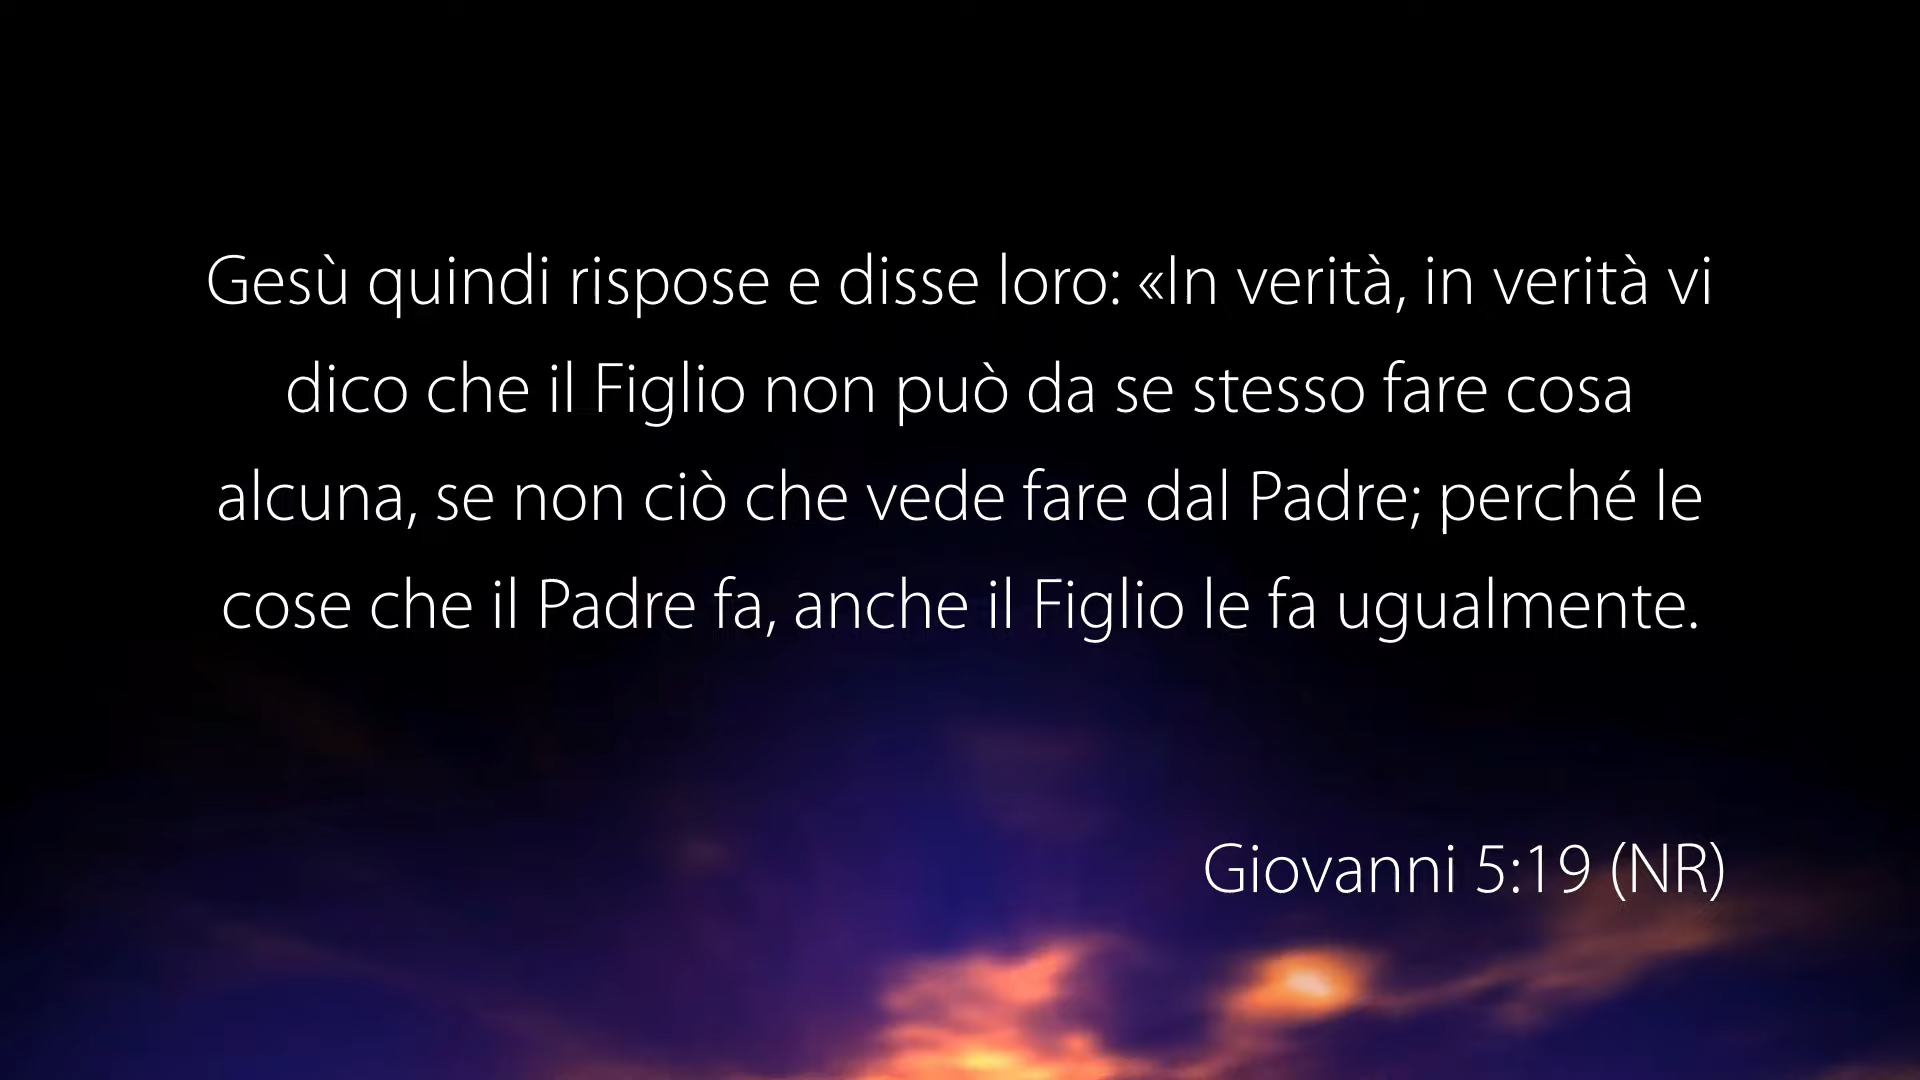 Gesù quindi rispose e disse loro: «In verità, in verità vi
dico che il Figlio non può da se stesso fare cosa
alcuna, se non ciò che vede fare dal Padre; perché le
cose che il Padre fa, anche il Figlio le fa ugualmente.
Giovanni 5:19 (NR)